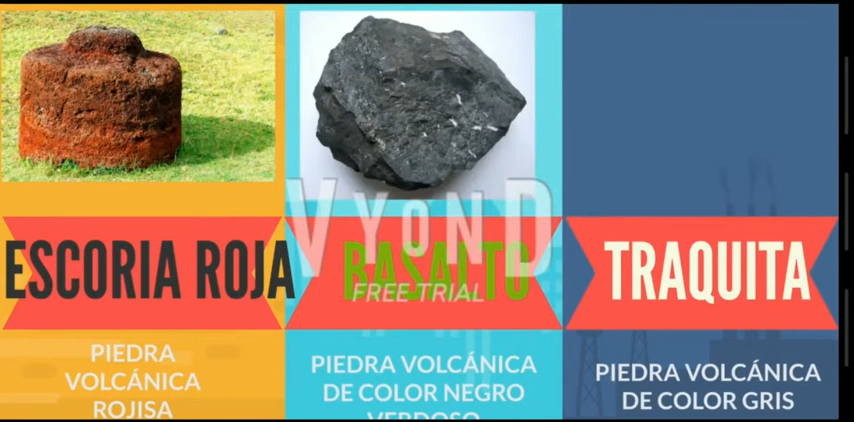 ESCORIA ROJA
PIEDRA
VOLCÁNICA
ROJISA
VYOND
FREE TRIAL
BASALTO
PIEDRA VOLCÁNICA
DE COLOR NEGRO
VERDOSO
TRAQUITA
PIEDRA VOLCÁNICA
DE COLOR GRIS